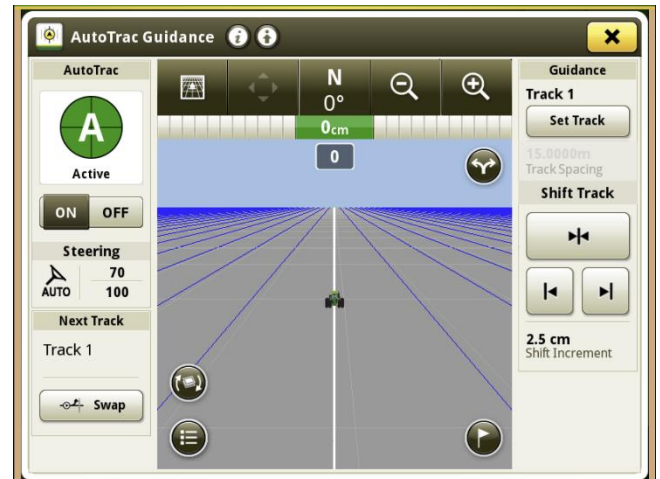 AutoTrac Guidance
AutoTrac
A
Active
ON OFF
Steering
AUTO
70
100
Next Track
Track 1
Swap
N
0°
0cm
0
Guidance
Track 1
Set Track
15.0000m
Track Spacing
Shift Track
2.5 cm
Shift Increment